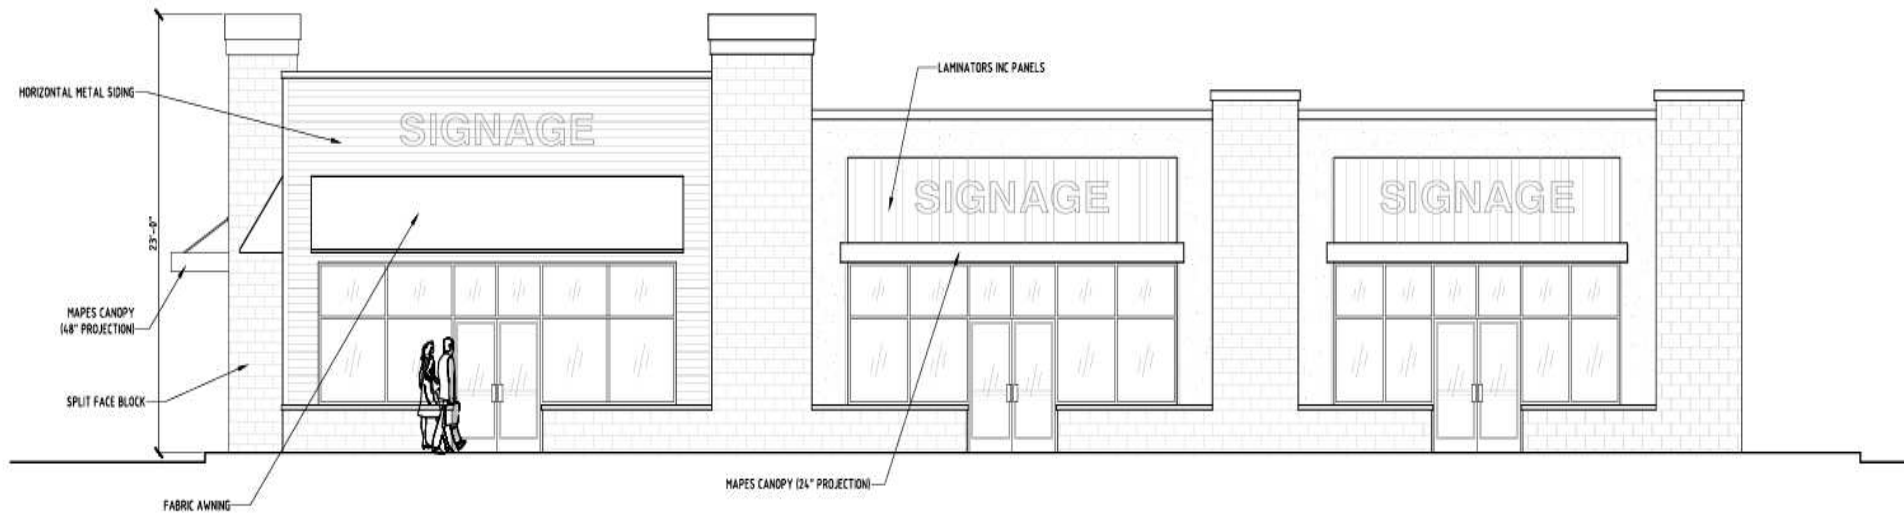 LAMINATORS INC PANELS
HORIZONTAL METAL SIDING
SIGNAGE
SIGNAGE
SIGNAGE
23'-0"
MAPES CANOPY
(48" PROJECTION)
SPLIT FACE BLOCK
MAPES CANOPY (24" PROJECTION)
FABRIC AWNING